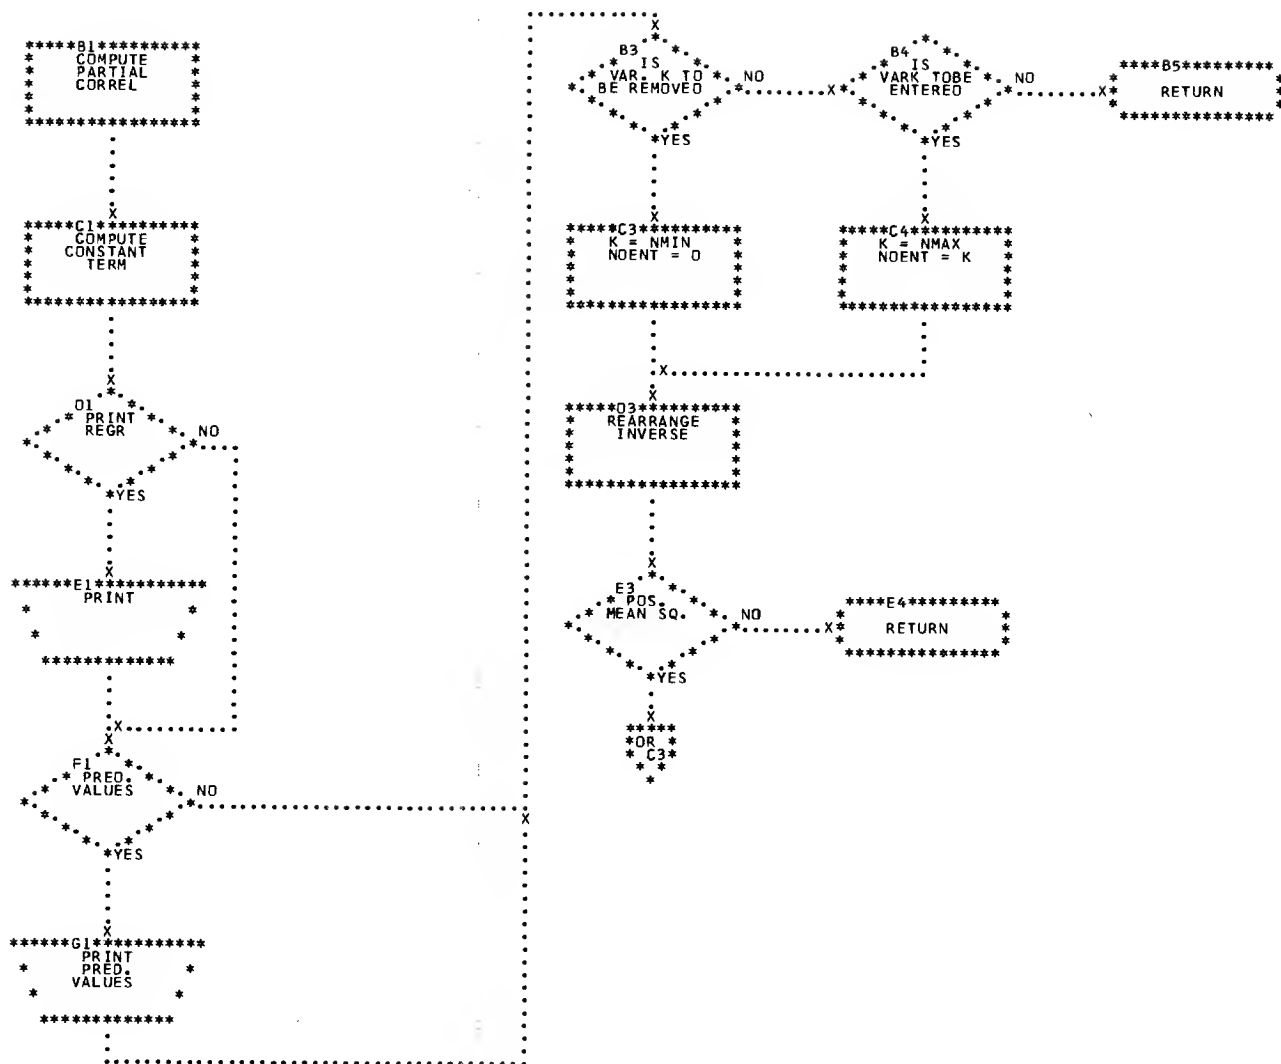 B1
COMPUTE
PARTIAL
CORREL
X
C1
COMPUTE
CONSTANT
TERM
X
D1
PRINT
REGR
NO
YES
X
E1
PRINT
X
X
F1
PRED.
VALUES
NO
X
YES
X
G1
PRINT
PRED.
VALUES
X
B3
IS
VAR. K TO
BE REMOVED
NO
X
YES
B4
IS
VARK TOBE
ENTERED
NO
X
YES
B5
RETURN
X
C3
K = NMIN
NOENT = 0
X
C4
K = NMAX
NOENT = K
X
X
D3
REARRANGE
INVERSE
X
E3
POS.
MEAN SQ.
NO
X
YES
E4
RETURN
X
OR
C3